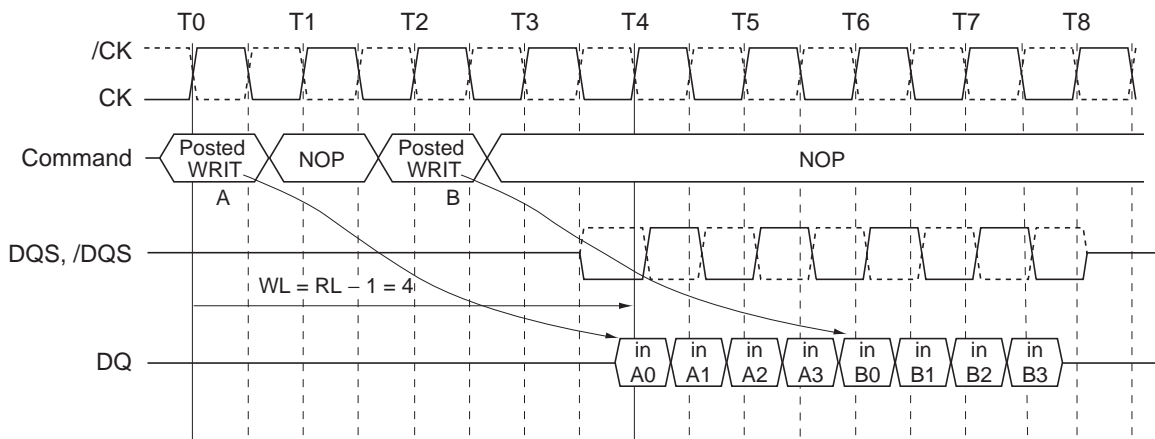 T0 T1 T2 T3 T4 T5 T6 T7 T8
/CK
CK
Command
Posted
WRIT
A
NOP
Posted
WRIT
B
NOP
DQS, /DQS
WL = RL − 1 = 4
DQ
in
A0
in
A1
in
A2
in
A3
in
B0
in
B1
in
B2
in
B3